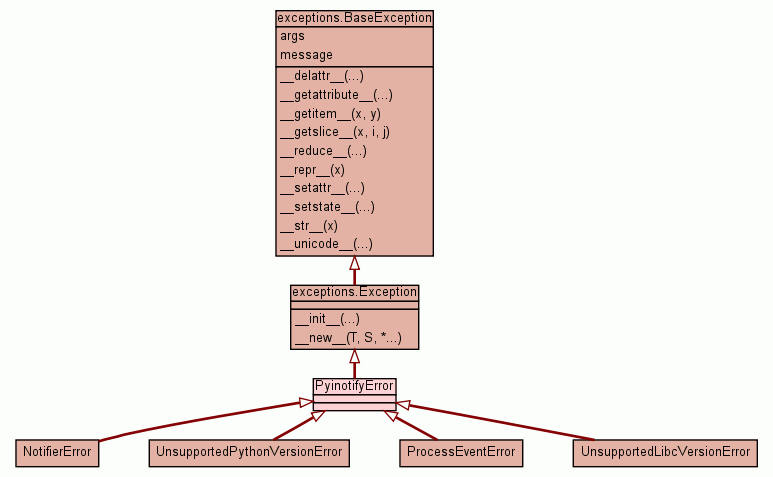 exceptions.BaseException
args
message
__delattr__(...)
__getattribute__(...)
__getitem__(x, y)
__getslice__(x, i, j)
__reduce__(...)
__repr__(x)
__setattr__(...)
__setstate__(...)
__str__(x)
__unicode__(...)
exceptions.Exception
__init__(...)
__new__(T, S, *...)
PyinotifyError
NotifierError
UnsupportedPythonVersionError
ProcessEventError
UnsupportedLibcVersionError